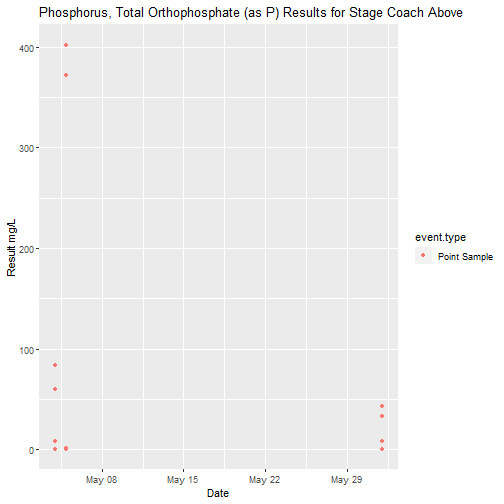 Phosphorus, Total Orthophosphate (as P) Results for Stage Coach Above
400
300
200
100
0
Result mg/L
May 08
May 15
May 22
May 29
Date
event.type
Point Sample